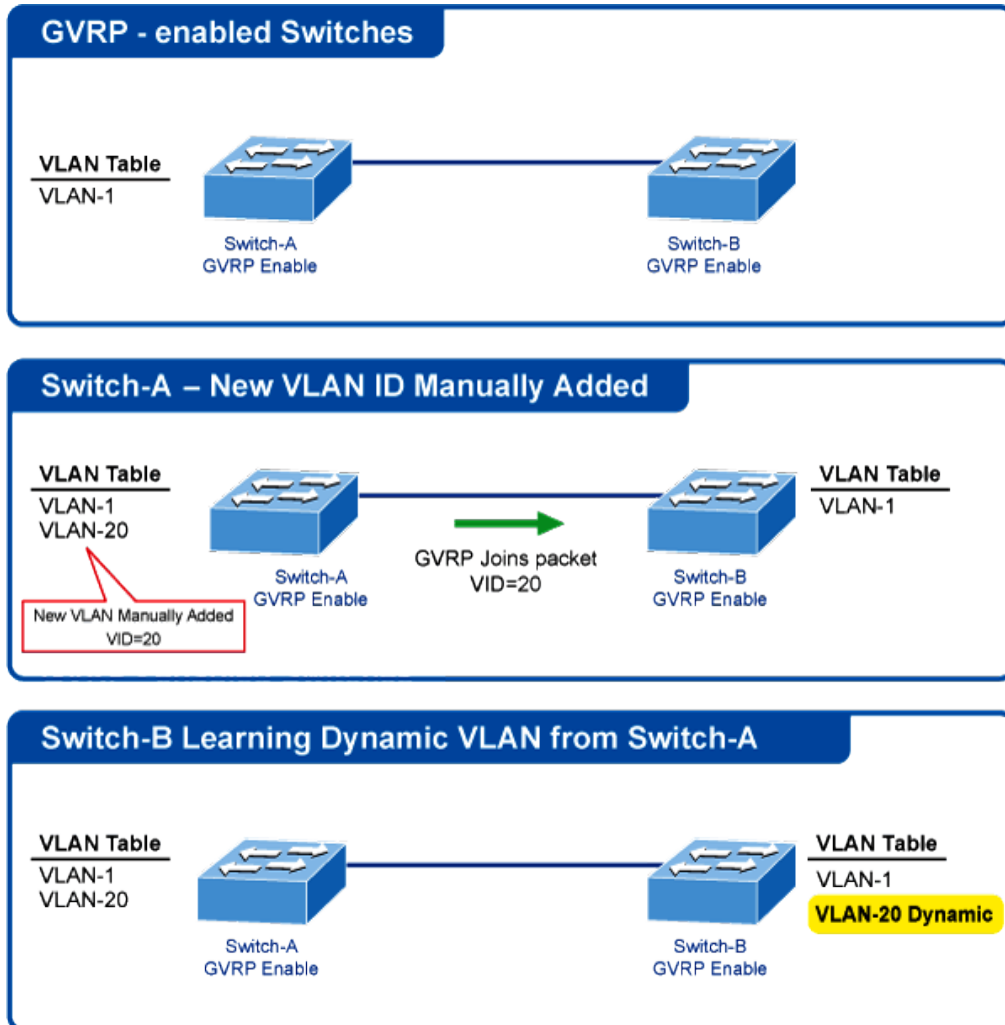 GVRP - enabled Switches
VLAN Table
VLAN-1
Switch-A
GVRP Enable
Switch-B
GVRP Enable
Switch-A – New VLAN ID Manually Added
VLAN Table
VLAN-1
VLAN-20
New VLAN Manually Added
VID=20
Switch-A
GVRP Enable
GVRP Joins packet
VID=20
Switch-B
GVRP Enable
VLAN Table
VLAN-1
Switch-B Learning Dynamic VLAN from Switch-A
VLAN Table
VLAN-1
VLAN-20
Switch-A
GVRP Enable
Switch-B
GVRP Enable
VLAN Table
VLAN-1
VLAN-20 Dynamic